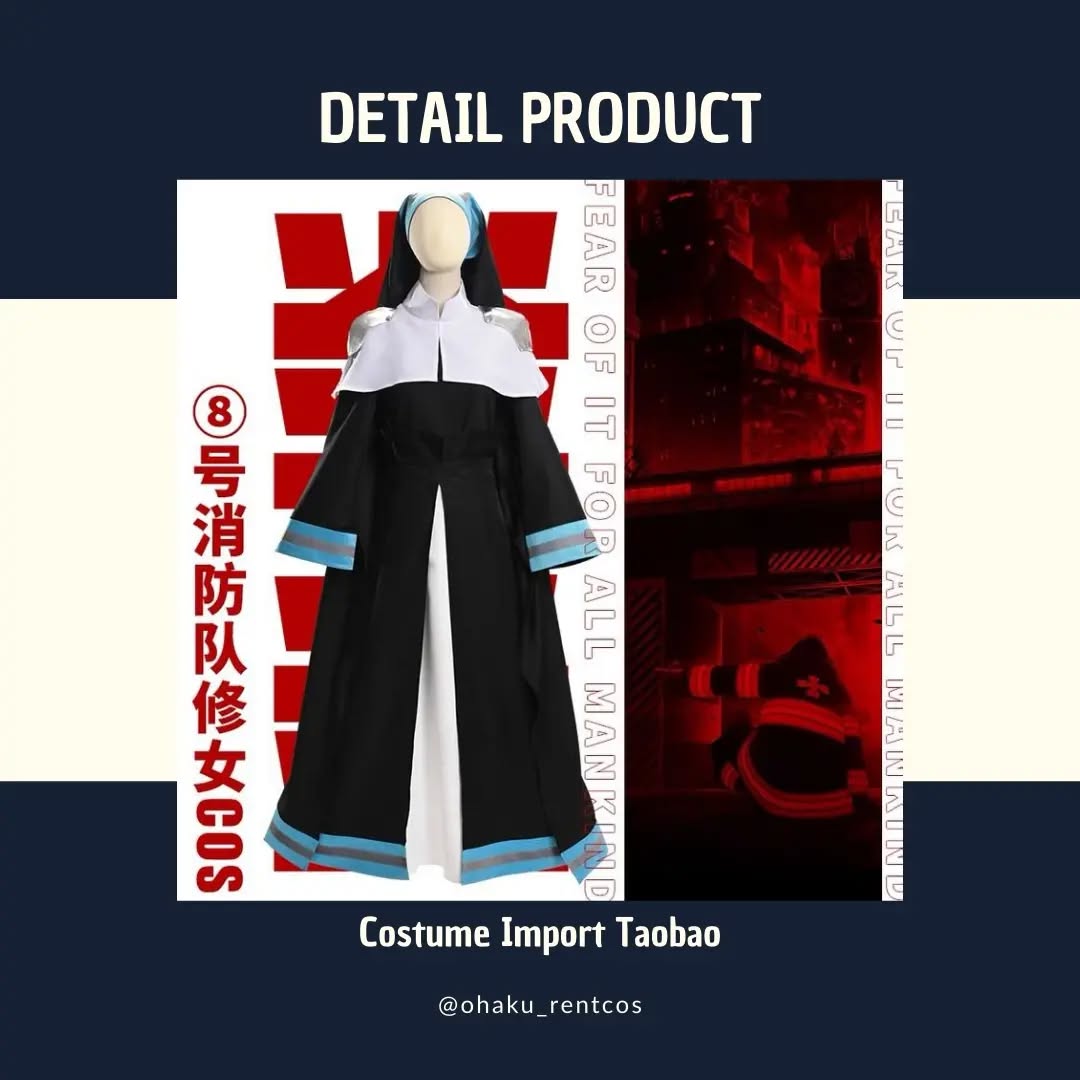 DETAIL PRODUCT
⑧号消防队修女COS
FEAR OF IT FOR ALL MANKIND
FEAR OF IT FOR ALL MANKIND
Costume Import Taobao
@ohaku_rentcos